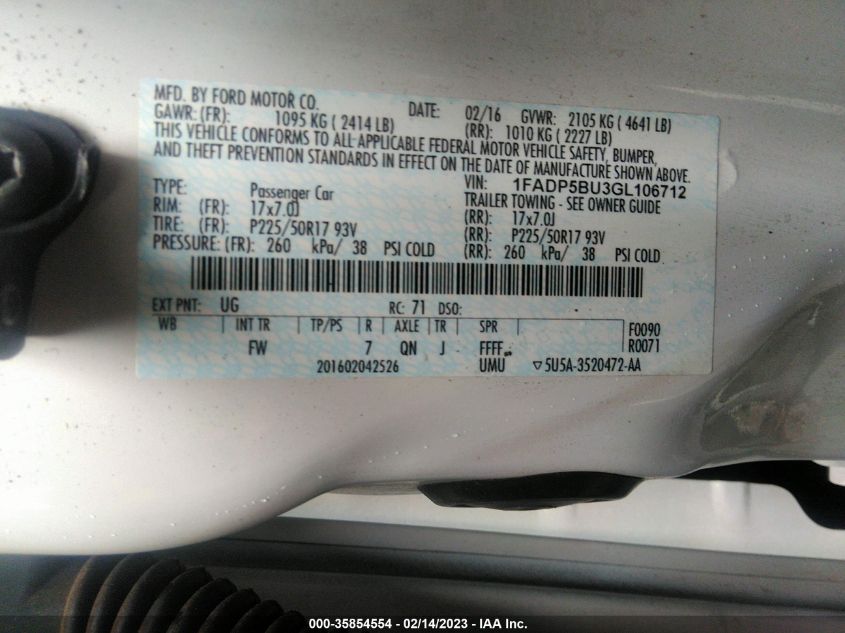 MFD. BY FORD MOTOR CO. DATE: 02/16 GVWR: 2105 KG ( 4641 LB)
GAWR: (FR): 1095 KG ( 2414 LB) (RR): 1010 KG ( 2227 LB)
THIS VEHICLE CONFORMS TO ALL APPLICABLE FEDERAL MOTOR VEHICLE SAFETY, BUMPER,
AND THEFT PREVENTION STANDARDS IN EFFECT ON THE DATE OF MANUFACTURE SHOWN ABOVE.
VIN: 1FADP5BU3GL106712
TYPE: Passenger Car TRAILER TOWING - SEE OWNER GUIDE
RIM: (FR): 17x7.0J (RR): 17x7.0J
TIRE: (FR): P225/50R17 93V (RR): P225/50R17 93V
PRESSURE: (FR): 260 kPa/ 38 PSI COLD (RR): 260 kPa/ 38 PSI COLD
EXT PNT: UG RC: 71 DSO:
WB INT TR TP/PS R AXLE TR SPR F0090
FW 7 QN J FFFF R0071
201602042526 UMU ▽5U5A-3520472-AA
000-35854554 - 02/14/2023 - IAA Inc.